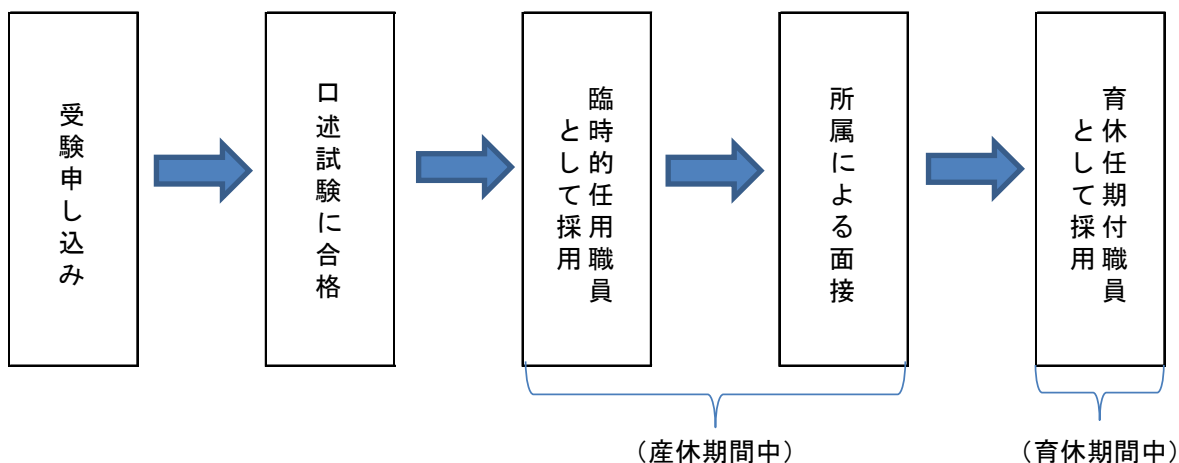 受験申し込み
口述試験に合格
臨時的任用職員
として採用
所属による面接
育休任期付職員
として採用
（産休期間中）
（育休期間中）